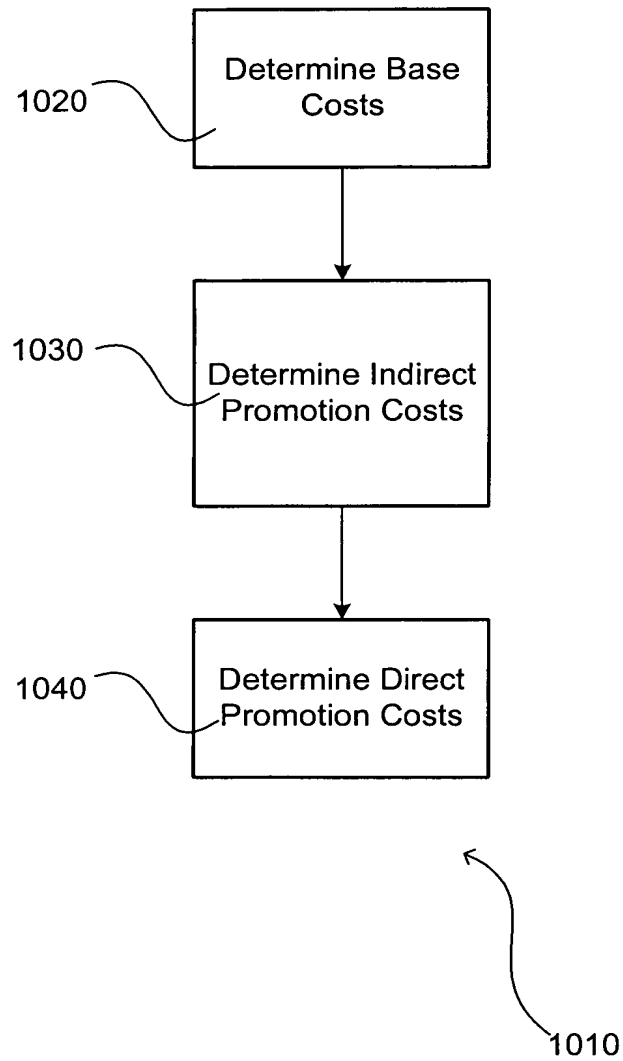 Determine Base
Costs
1020
1030
Determine Indirect
Promotion Costs
1040
Determine Direct
Promotion Costs
1010